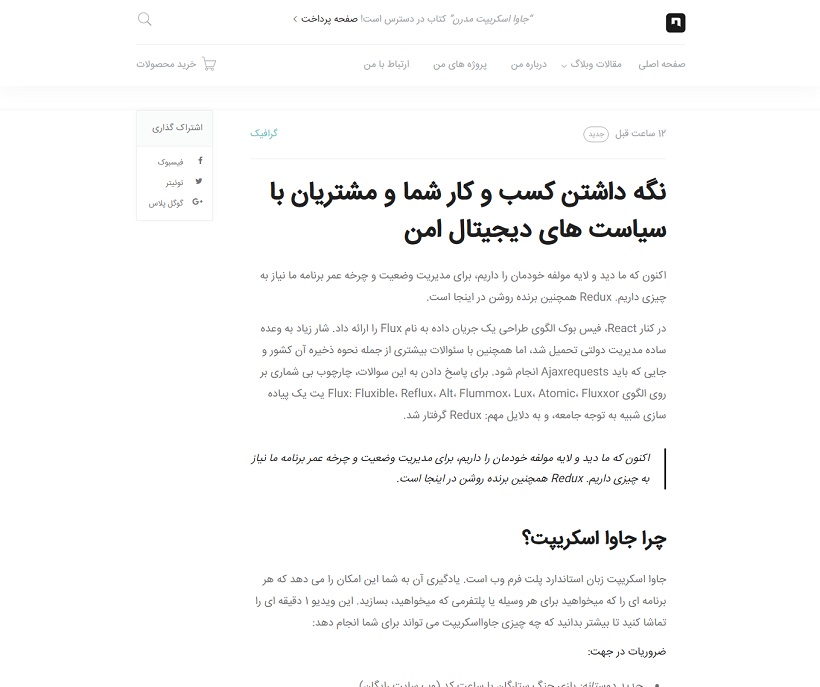 "جاوا اسکریپت مدرن" کتاب در دسترس است! صفحه پرداخت
صفحه اصلی
مقالات وبلاگ
درباره من
پروژه های من
ارتباط با من
خرید محصولات
۱۲ ساعت قبل
جدید
گرافیک
اشتراک گذاری
فیسبوک
توئیتر
گوگل پلاس
نگه داشتن کسب و کار شما و مشتریان با
سیاست های دیجیتال امن
اکنون که ما دید و لایه مولفه خودمان را داریم، برای مدیریت وضعیت و چرخه عمر برنامه ما نیاز به
چیزی داریم. Redux همچنین برنده روشن در اینجا است.
در کنار React، فیس بوک الگوی طراحی یک جریان داده به نام Flux را ارائه داد. شار زیاد به وعده
ساده مدیریت دولتی تحمیل شد، اما همچنین با سئوالات بیشتری از جمله نحوه ذخیره آن کشور و
جایی که باید Ajaxrequests انجام شود. برای پاسخ دادن به این سوالات، چارچوب بی شماری بر
روی الگوی Flux: Fluxible، Reflux، Alt، Flummox، Lux، Atomic، Fluxxor یت یک پیاده
سازی شبیه به توجه جامعه، و به دلایل مهم: Redux گرفتار شد.
اکنون که ما دید و لایه مولفه خودمان را داریم، برای مدیریت وضعیت و چرخه عمر برنامه ما نیاز
به چیزی داریم. Redux همچنین برنده روشن در اینجا است.
چرا جاوا اسکریپت؟
جاوا اسکریپت زبان استاندارد پلت فرم وب است. یادگیری آن به شما این امکان را می دهد که هر
برنامه ای را که میخواهید برای هر وسیله یا پلتفرمی که میخواهید، بسازید. این ویدیو ۱ دقیقه ای را
تماشا کنید تا بیشتر بدانید که چه چیزی جاوااسکریپت می تواند برای شما انجام دهد:
ضروریات در جهت:
جدید دوستانه: بازی جنگ ستارگان با ساعت کد (وب سایت رایگان)